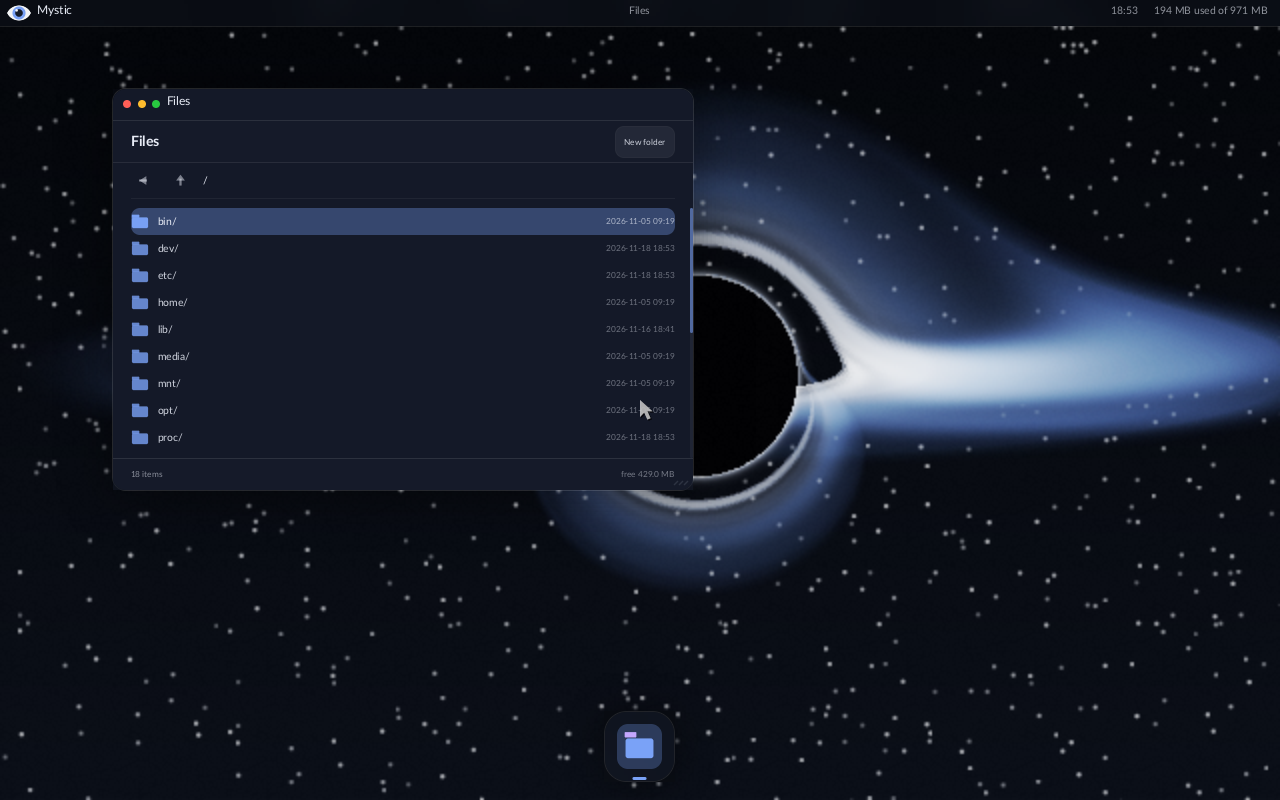 Mystic
Files
18:53 194 MB used of 971 MB
Files
Files
New folder
/
bin/ 2026-11-05 09:19
dev/ 2026-11-18 18:53
etc/ 2026-11-18 18:53
home/ 2026-11-05 09:19
lib/ 2026-11-16 18:41
media/ 2026-11-05 09:19
mnt/ 2026-11-05 09:19
opt/ 2026-11 09:19
proc/ 2026-11-18 18:53
18 items free 429.0 MB